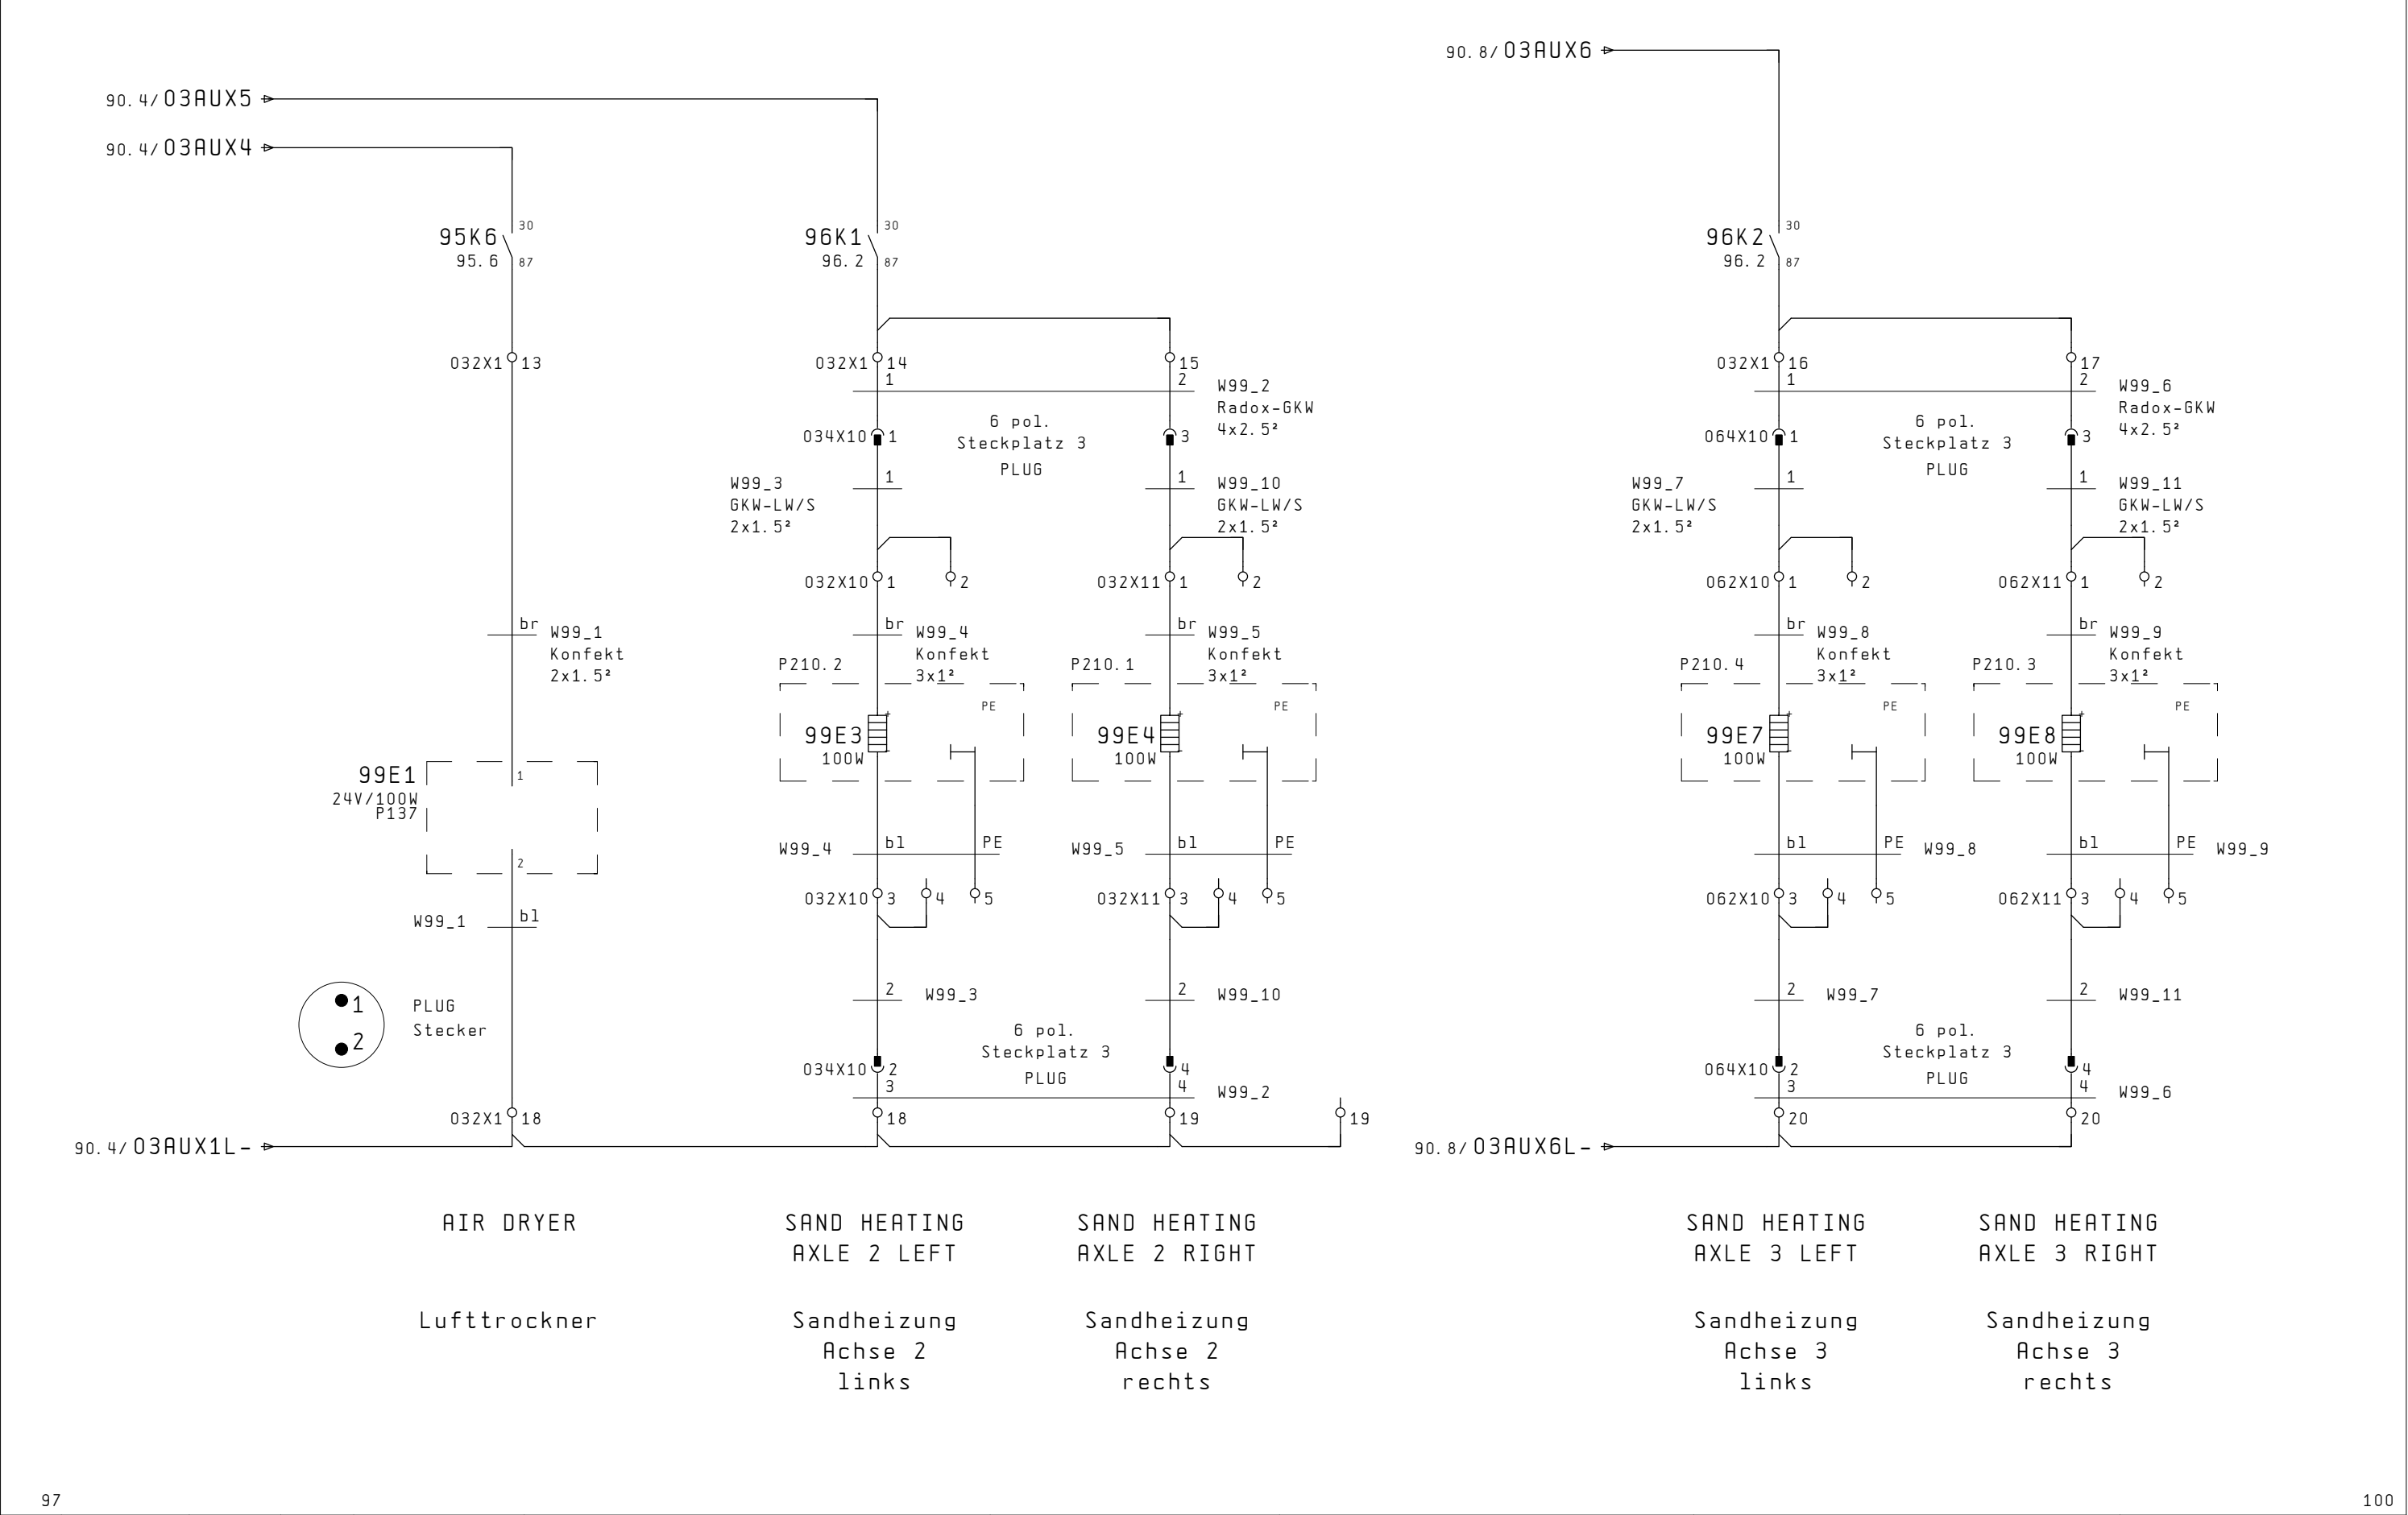 90.8/03AUX6
90.4/03AUX5
90.4/03AUX4
95K6 30
95.6 87
96K1 30
96.2 87
96K2 30
96.2 87
032X1 13
032X1 14
15
032X1 16
17
1 2
W99_2
Radox-GKW
4x2.5²
1 2
W99_6
Radox-GKW
4x2.5²
034X10 1
6 pol.
Steckplatz 3
PLUG
3
064X10 1
6 pol.
Steckplatz 3
PLUG
3
W99_3
GKW-LW/S
2x1.5²
1
1
W99_10
GKW-LW/S
2x1.5²
W99_7
GKW-LW/S
2x1.5²
1
1
W99_11
GKW-LW/S
2x1.5²
032X10 1 2
032X11 1 2
062X10 1 2
062X11 1 2
br W99_1
Konfekt
2x1.5²
br W99_4
Konfekt
3x1²
br W99_5
Konfekt
3x1²
br W99_8
Konfekt
3x1²
br W99_9
Konfekt
3x1²
P210.2
P210.1
P210.4
P210.3
PE
PE
PE
PE
99E3
100W
+
-
99E4
100W
+
-
99E7
100W
+
-
99E8
100W
+
-
99E1
24V/100W
P137
1
2
W99_4 bl PE
W99_5 bl PE
bl PE W99_8
bl PE W99_9
032X10 3 4 5
032X11 3 4 5
062X10 3 4 5
062X11 3 4 5
W99_1 bl
1
2
PLUG
Stecker
2 W99_3
2 W99_10
2 W99_7
2 W99_11
6 pol.
Steckplatz 3
PLUG
6 pol.
Steckplatz 3
PLUG
034X10 2
4
064X10 2
4
3 4 W99_2
3 4 W99_6
032X1 18
18
19
19
20
20
90.4/03AUX1L-
90.8/03AUX6L-
AIR DRYER
SAND HEATING
AXLE 2 LEFT
SAND HEATING
AXLE 2 RIGHT
SAND HEATING
AXLE 3 LEFT
SAND HEATING
AXLE 3 RIGHT
Lufttrockner
Sandheizung
Achse 2
links
Sandheizung
Achse 2
rechts
Sandheizung
Achse 3
links
Sandheizung
Achse 3
rechts
97
100